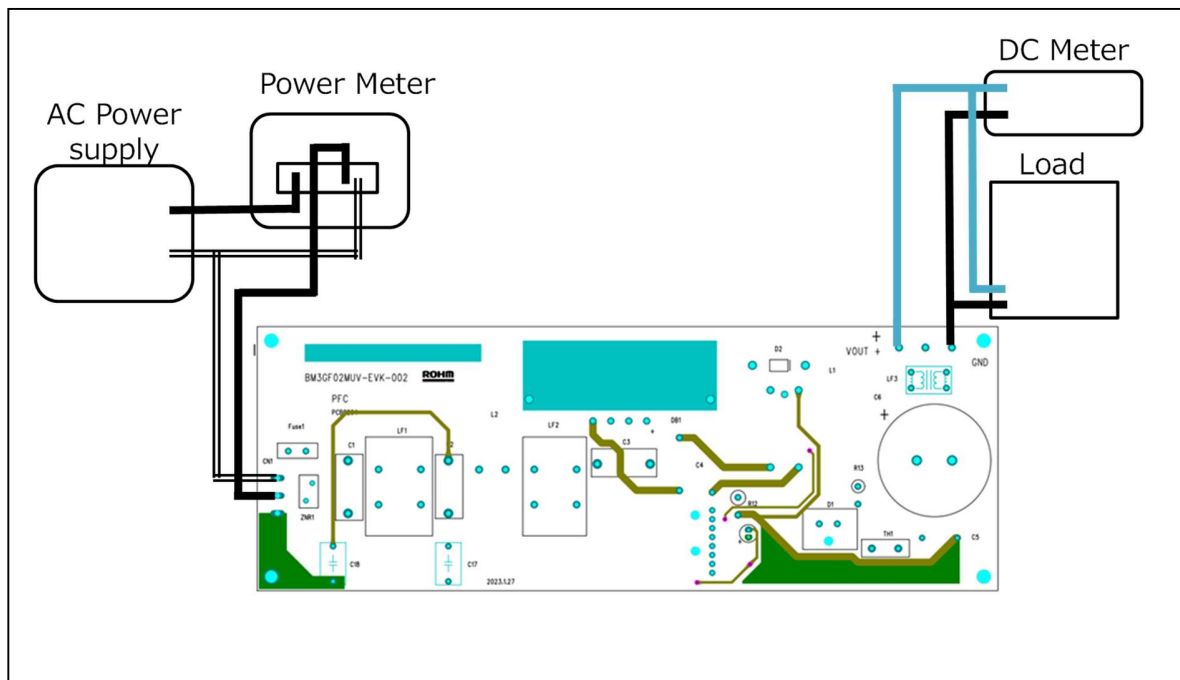 DC Meter
Power Meter
AC Power
supply
Load
D2
VOUT +
+
GND
L1
LF3
BM3GF02MUV-EVK-002 ROHM
PFC
C6
+
L2
Fuse1
C1
LF1
2
LF2
DB1
+
C3
CN1
C4
R13
ZNR1
R12
D1
TH1
C5
C18
C17
2023.1.27